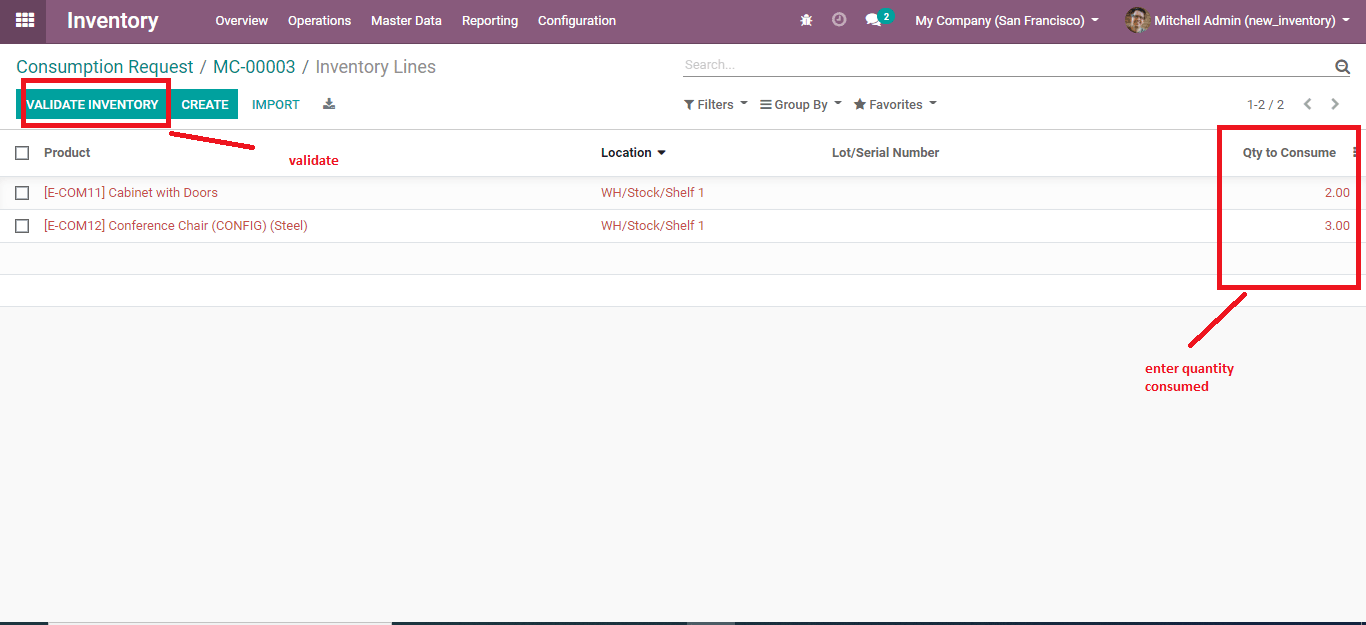 Inventory Overview Operations Master Data Reporting Configuration 2 My Company (San Francisco) Mitchell Admin (new_inventory)
Consumption Request / MC-00003 / Inventory Lines Search...
VALIDATE INVENTORY CREATE IMPORT Filters Group By Favorites 1-2 / 2
Product Location Lot/Serial Number Qty to Consume
validate
[E-COM11] Cabinet with Doors WH/Stock/Shelf 1 2.00
[E-COM12] Conference Chair (CONFIG) (Steel) WH/Stock/Shelf 1 3.00
enter quantity
consumed